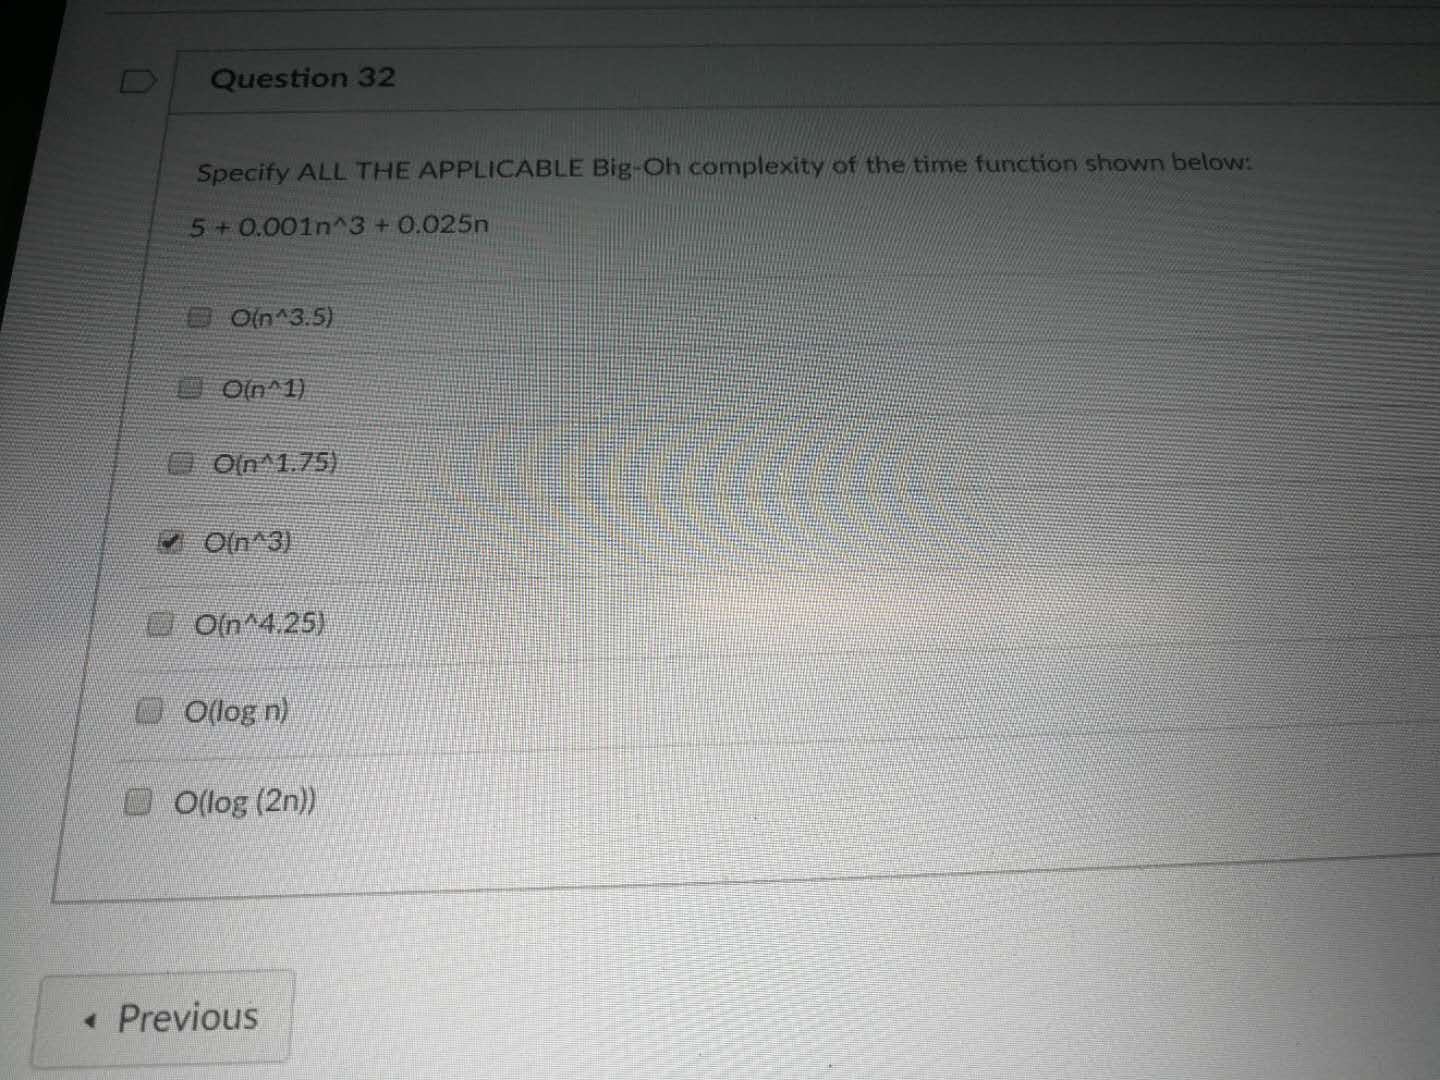 Question 32
Specify ALL THE APPLICABLE Big-Oh complexity of the time function shown below:
5 + 0.001n^3 + 0.025n
O(n^3.5)
O(n^1)
O(n^1.75)
O(n^3)
O(n^4.25)
O(log n)
O(log (2n))
Previous